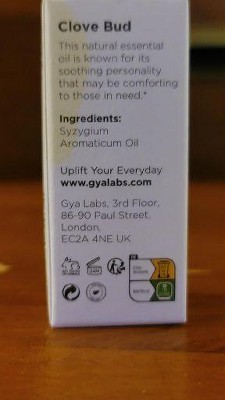 Clove Bud
This natural essential
oil is known for its
soothing personality
that may be comforting
to those in need.*
Ingredients:
Syzygium
Aromaticum Oil
Uplift Your Everyday
www.gyalabs.com
Gya Labs, 3rd Floor,
86-90 Paul Street,
London,
EC2A 4NE UK